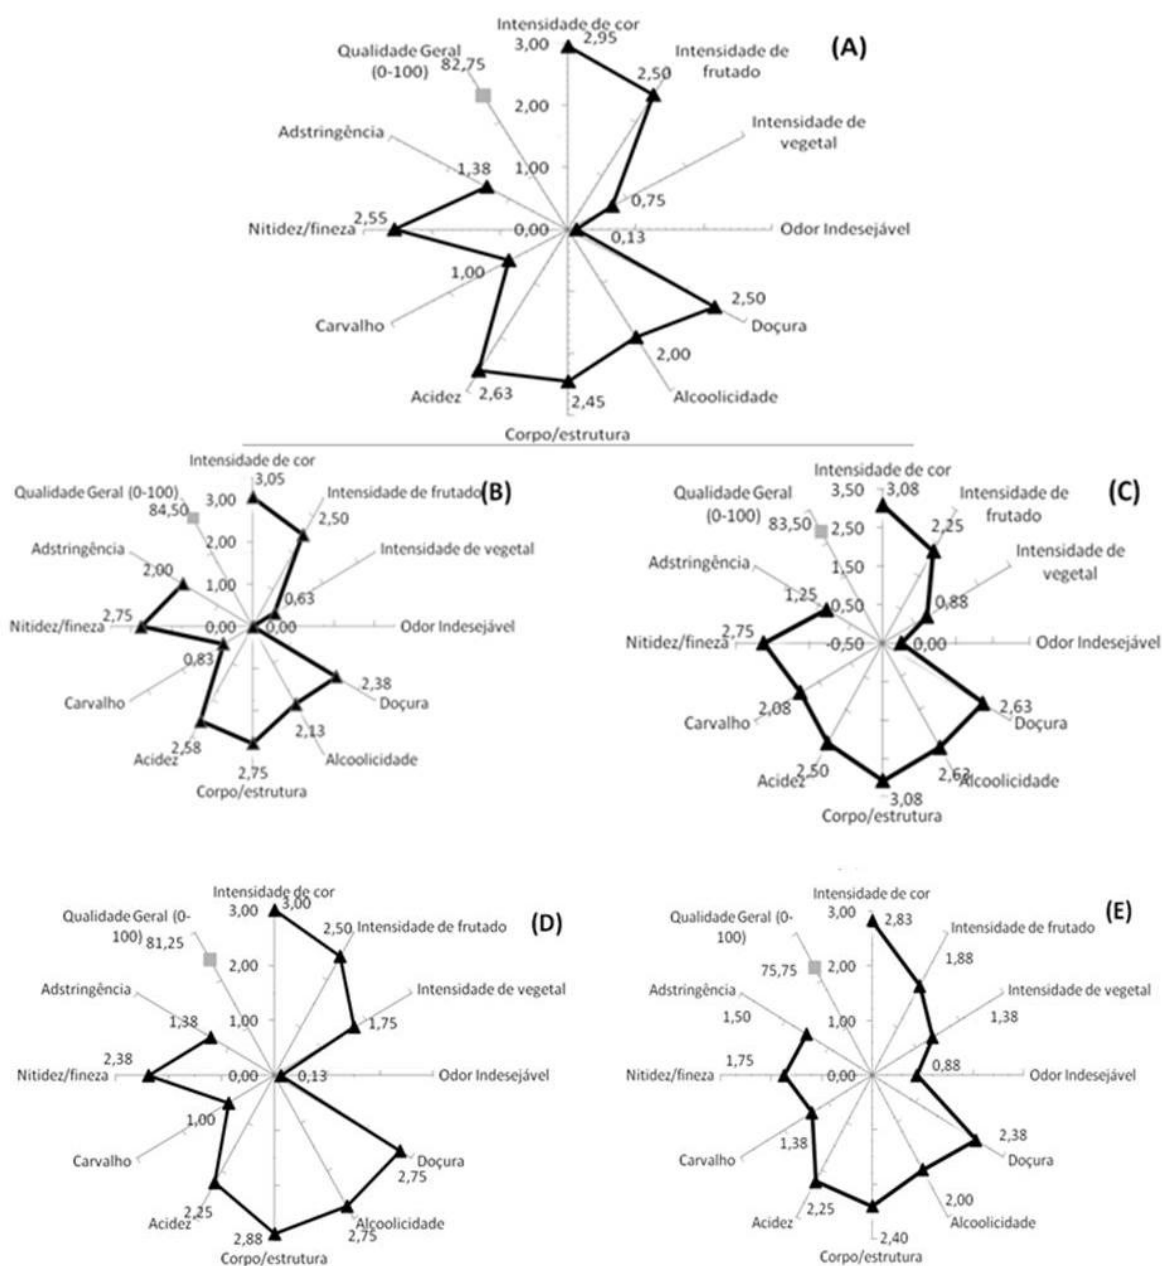 Intensidade de cor
3,00
2,95
(A)
Qualidade Geral
(0-100)
82,75
Intensidade de
frutado
2,50
2,00
Intensidade de
vegetal
Adstringência
1,38
1,00
0,75
Nitidez/fineza
2,55
0,00
0,13
Odor Indesejável
1,00
2,50
Carvalho
Doçura
2,00
Acidez
2,63
2,45
Alcoolicidade
Corpo/estrutura
Intensidade de cor
3,05
(B)
Qualidade Geral (0-100)
84,50
3,00
Intensidade de frutado
2,50
Adstringência
2,00
2,00
Intensidade de vegetal
1,00
0,63
Nitidez/fineza
2,75
0,00
0,00
Odor Indesejável
0,83
2,38
Carvalho
Doçura
2,13
2,58
Acidez
Alcoolicidade
2,75
Corpo/estrutura
Intensidade de cor
3,50
3,08
(C)
Qualidade Geral
(0-100)
83,50
Intensidade de
frutado
2,50
2,25
Intensidade de
vegetal
Adstringência
1,50
1,25
0,50
0,88
Nitidez/fineza
2,75
-0,50
0,00
Odor Indesejável
2,08
2,63
Carvalho
Doçura
Acidez
2,50
2,63
Alcoolicidade
3,08
Corpo/estrutura
Intensidade de cor
3,00
3,00
(D)
Qualidade Geral (0-
100)
81,25
2,50
Intensidade de frutado
2,00
Adstringência
Intensidade de vegetal
1,38
1,00
1,75
Nitidez/fineza
2,38
0,00
0,13
Odor Indesejável
1,00
Carvalho
Doçura
2,75
Acidez
2,25
2,88
2,75
Alcoolicidade
Corpo/estrutura
Intensidade de cor
3,00
2,83
(E)
Qualidade Geral (0-
100)
75,75
Intensidade de frutado
1,88
2,00
Adstringência
Intensidade de vegetal
1,50
1,00
1,38
Nitidez/fineza
1,75
0,00
0,88
Odor Indesejável
1,38
2,38
Carvalho
Doçura
Acidez
2,25
2,00
Alcoolicidade
2,40
Corpo/estrutura